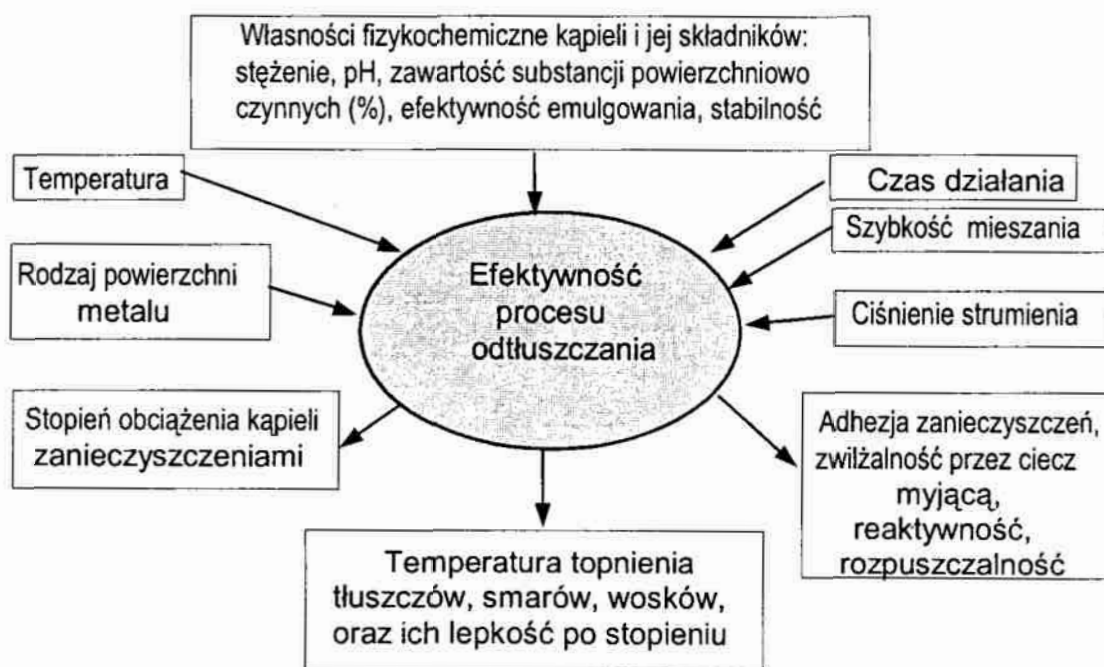 Własności fizykochemiczne kąpieli i jej składników:
stężenie, pH, zawartość substancji powierzchniowo
czynnych (%), efektywność emulgowania, stabilność
Temperatura
Czas działania
Szybkość mieszania
Rodzaj powierzchni
metalu
Efektywność
procesu
odtłuszczania
Ciśnienie strumienia
Stopień obciążenia kąpieli
zanieczyszczeniami
Adhezja zanieczyszczeń,
zwilżalność przez ciecz
myjącą,
reaktywność,
rozpuszczalność
Temperatura topnienia
tłuszczów, smarów, wosków,
oraz ich lepkość po stopieniu